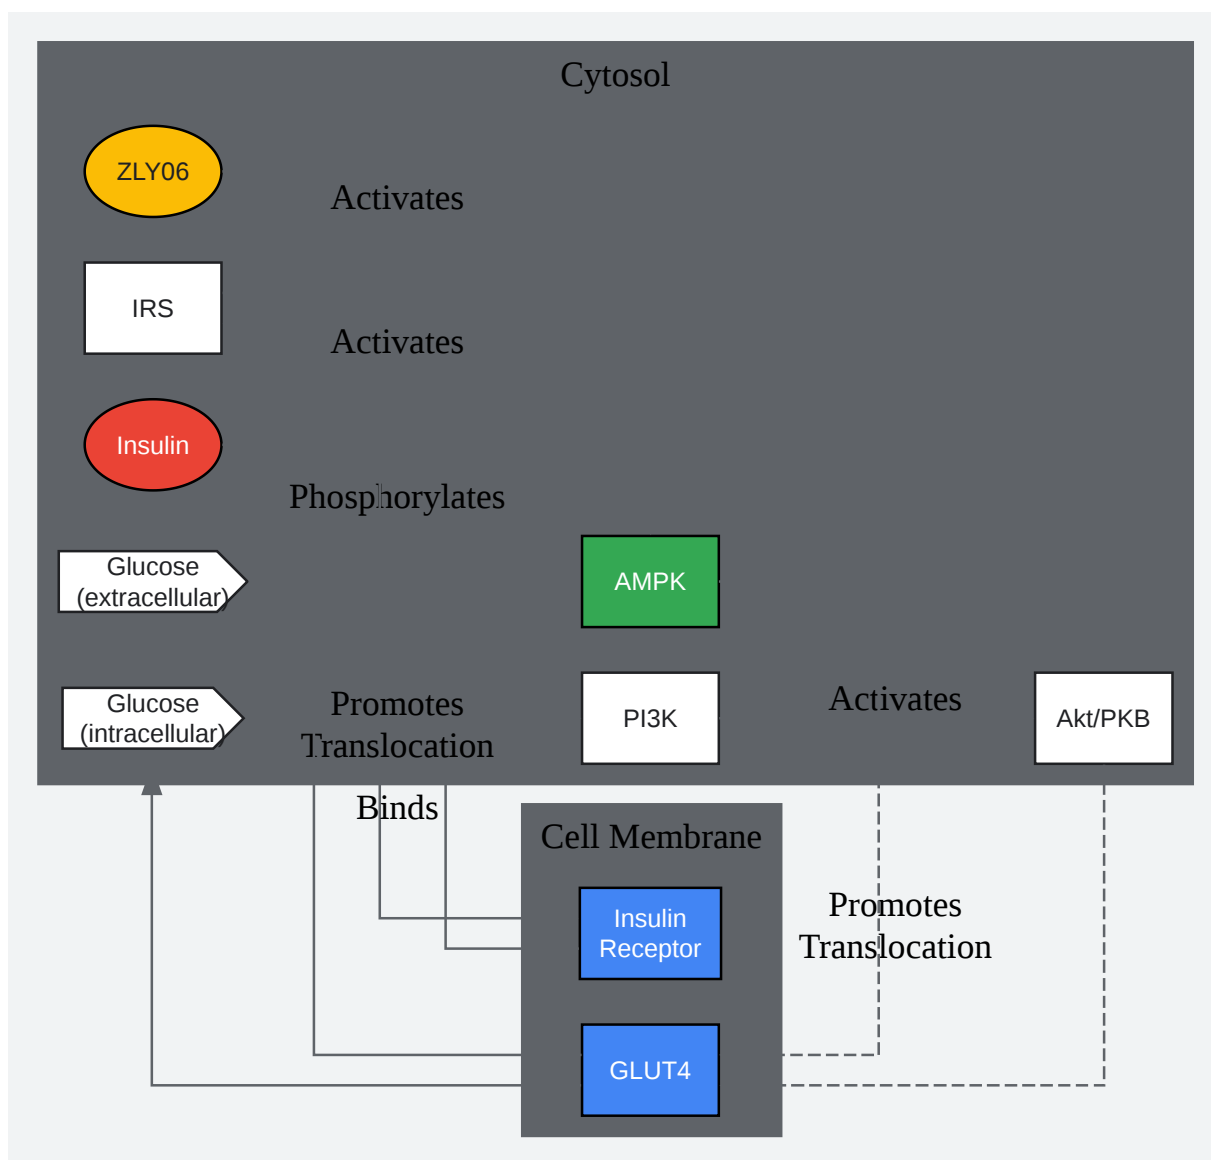 Cytosol
ZLY06
Activates
IRS
Activates
Insulin
Phosphorylates
Glucose
(extracellular)
AMPK
Glucose
(intracellular)
Promotes
Translocation
PI3K
Activates
Akt/PKB
Binds
Cell Membrane
Insulin
Receptor
Promotes
Translocation
GLUT4